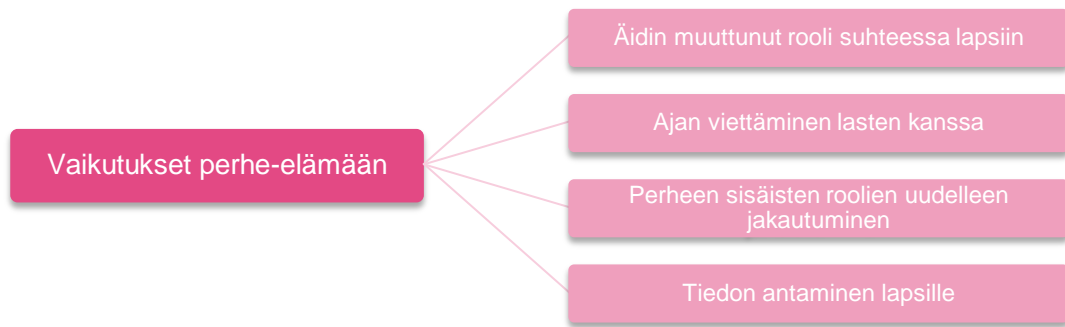 Äidin muuttunut rooli suhteessa lapsiin
Ajan viettäminen lasten kanssa
Vaikutukset perhe-elämään
Perheen sisäisten roolien uudelleen
jakautuminen
Tiedon antaminen lapsille